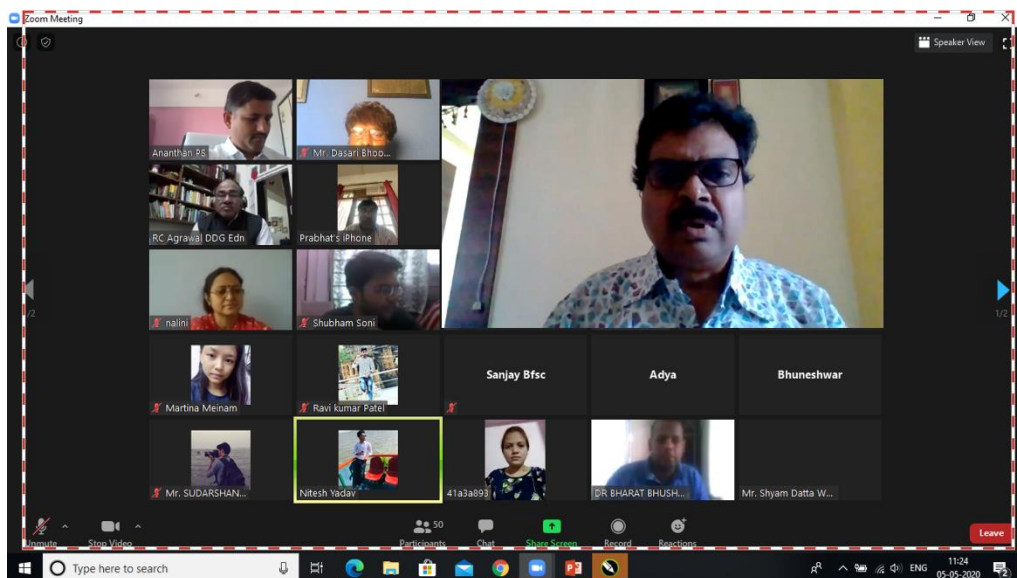 Zoom Meeting
Speaker View
Ananthan PS
Mr. Dasari Bhoo...
RC Agrawal DDG Edn
Prabhat's iPhone
nalini
Shubham Soni
1/2
1/2
Martina Meinam
Ravi kumar Patel
Sanjay Bfsc
Adya
Bhuneshwar
Mr. SUDARSHAN...
Nitesh Yadav
41a3a893
DR BHARAT BHUSH...
Mr. Shyam Datta W...
Unmute
Stop Video
50
Participants
Chat
Share Screen
Record
Reactions
Leave
Type here to search
ENG
11:24
05-05-2020
2